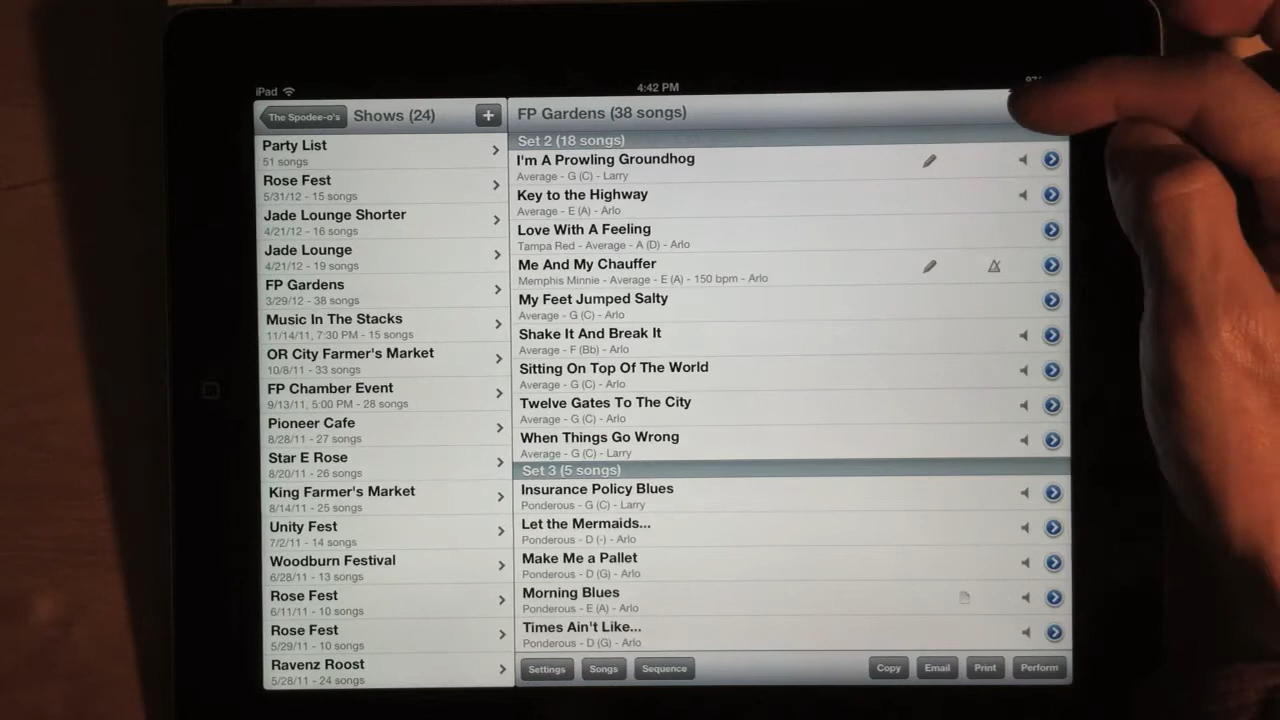 iPad
4:42 PM
The Spodee-o's
Shows (24)
+
Party List
51 songs
Rose Fest
5/31/12 - 15 songs
Jade Lounge Shorter
4/21/12 - 16 songs
Jade Lounge
4/21/12 - 19 songs
FP Gardens
3/29/12 - 38 songs
Music In The Stacks
11/14/11, 7:30 PM - 15 songs
OR City Farmer's Market
10/8/11 - 33 songs
FP Chamber Event
9/13/11, 5:00 PM - 28 songs
Pioneer Cafe
8/28/11 - 27 songs
Star E Rose
8/20/11 - 26 songs
King Farmer's Market
8/14/11 - 25 songs
Unity Fest
7/2/11 - 14 songs
Woodburn Festival
6/28/11 - 13 songs
Rose Fest
6/11/11 - 10 songs
Rose Fest
5/29/11 - 10 songs
Ravenz Roost
5/28/11 - 24 songs
FP Gardens (38 songs)
Set 2 (18 songs)
I'm A Prowling Groundhog
Average - G (C) - Larry
Key to the Highway
Average - E (A) - Arlo
Love With A Feeling
Tampa Red - Average - A (D) - Arlo
Me And My Chauffer
Memphis Minnie - Average - E (A) - 150 bpm - Arlo
My Feet Jumped Salty
Average - G (C) - Arlo
Shake It And Break It
Average - F (Bb) - Arlo
Sitting On Top Of The World
Average - G (C) - Arlo
Twelve Gates To The City
Average - G (C) - Arlo
When Things Go Wrong
Average - G (C) - Larry
Set 3 (5 songs)
Insurance Policy Blues
Ponderous - G (C) - Larry
Let the Mermaids...
Ponderous - D (-) - Arlo
Make Me a Pallet
Ponderous - D (G) - Arlo
Morning Blues
Ponderous - E (A) - Arlo
Times Ain't Like...
Ponderous - D (G) - Arlo
Settings
Songs
Sequence
Copy
Email
Print
Perform